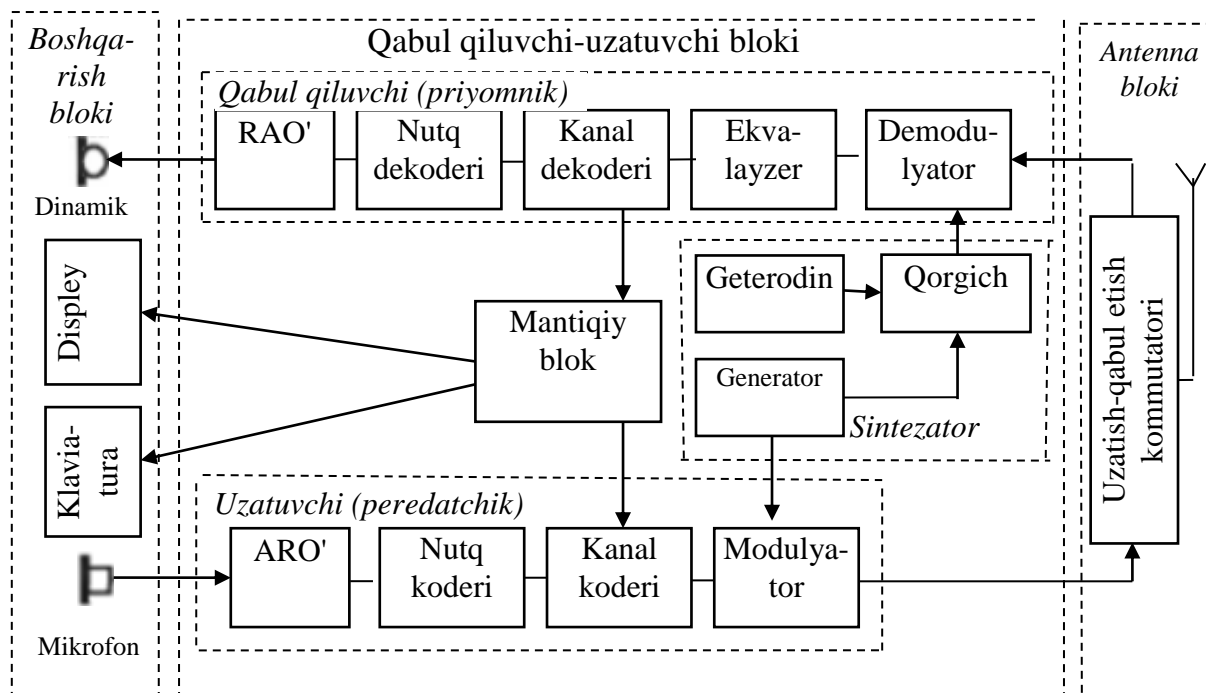 Boshqa-
rish
bloki
Qabul qiluvchi-uzatuvchi bloki
Antenna
bloki
Qabul qiluvchi (priyomnik)
RAO'
Nutq
dekoderi
Kanal
dekoderi
Ekva-
layzer
Demodu-
lyator
Dinamik
Displey
Klavia-
tura
Mantiqiy
blok
Geterodin
Qorgich
Generator
Sintezator
Uzatish-qabul etish
kommutatori
Uzatuvchi (peredatchik)
ARO'
Nutq
koderi
Kanal
koderi
Modulya-
tor
Mikrofon